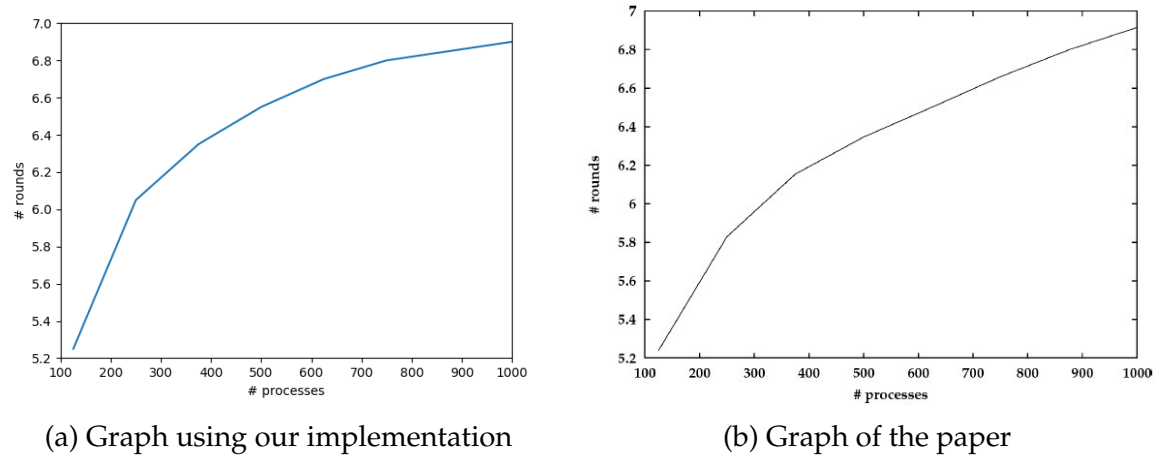 7.0
6.8
6.6
6.4
6.2
6.0
5.8
5.6
5.4
5.2
# rounds
100 200 300 400 500 600 700 800 900 1000
# processes
(a) Graph using our implementation
7
6.8
6.6
6.4
6.2
6
5.8
5.6
5.4
5.2
# rounds
100 200 300 400 500 600 700 800 900 1000
# processes
(b) Graph of the paper